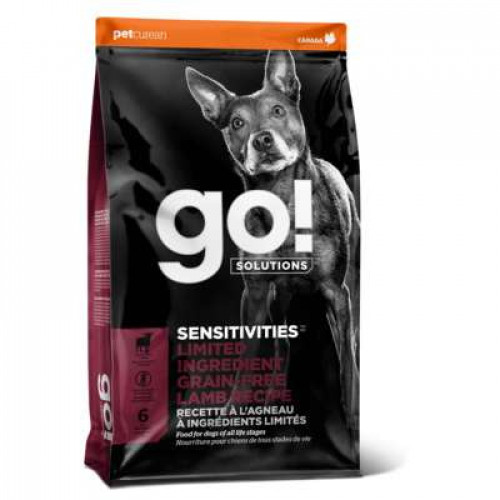 petcurean
CANADA
go!
SOLUTIONS
SENSITIVITIES™
LIMITED
INGREDIENT
GRAIN-FREE
LAMB RECIPE
RECETTE À L'AGNEAU
À INGRÉDIENTS LIMITÉS
Food for dogs of all life stages
Nourriture pour chiens de tous stades de vie
6
go!